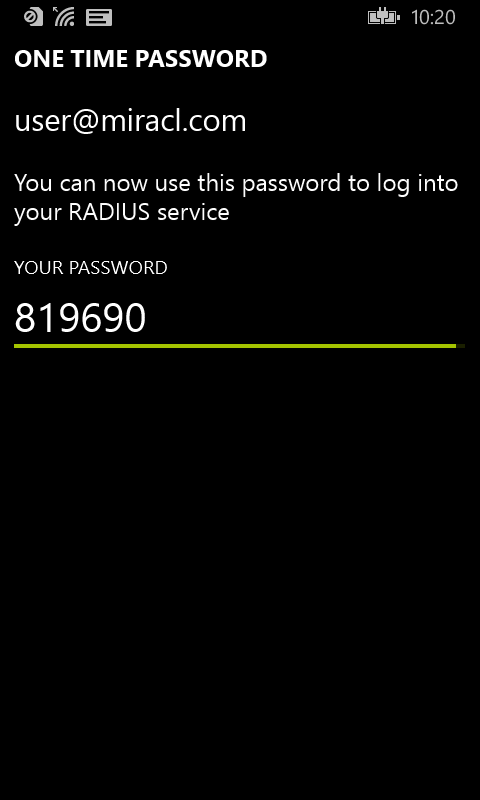 10:20
ONE TIME PASSWORD
user@miracl.com
You can now use this password to log into
your RADIUS service
YOUR PASSWORD
819690